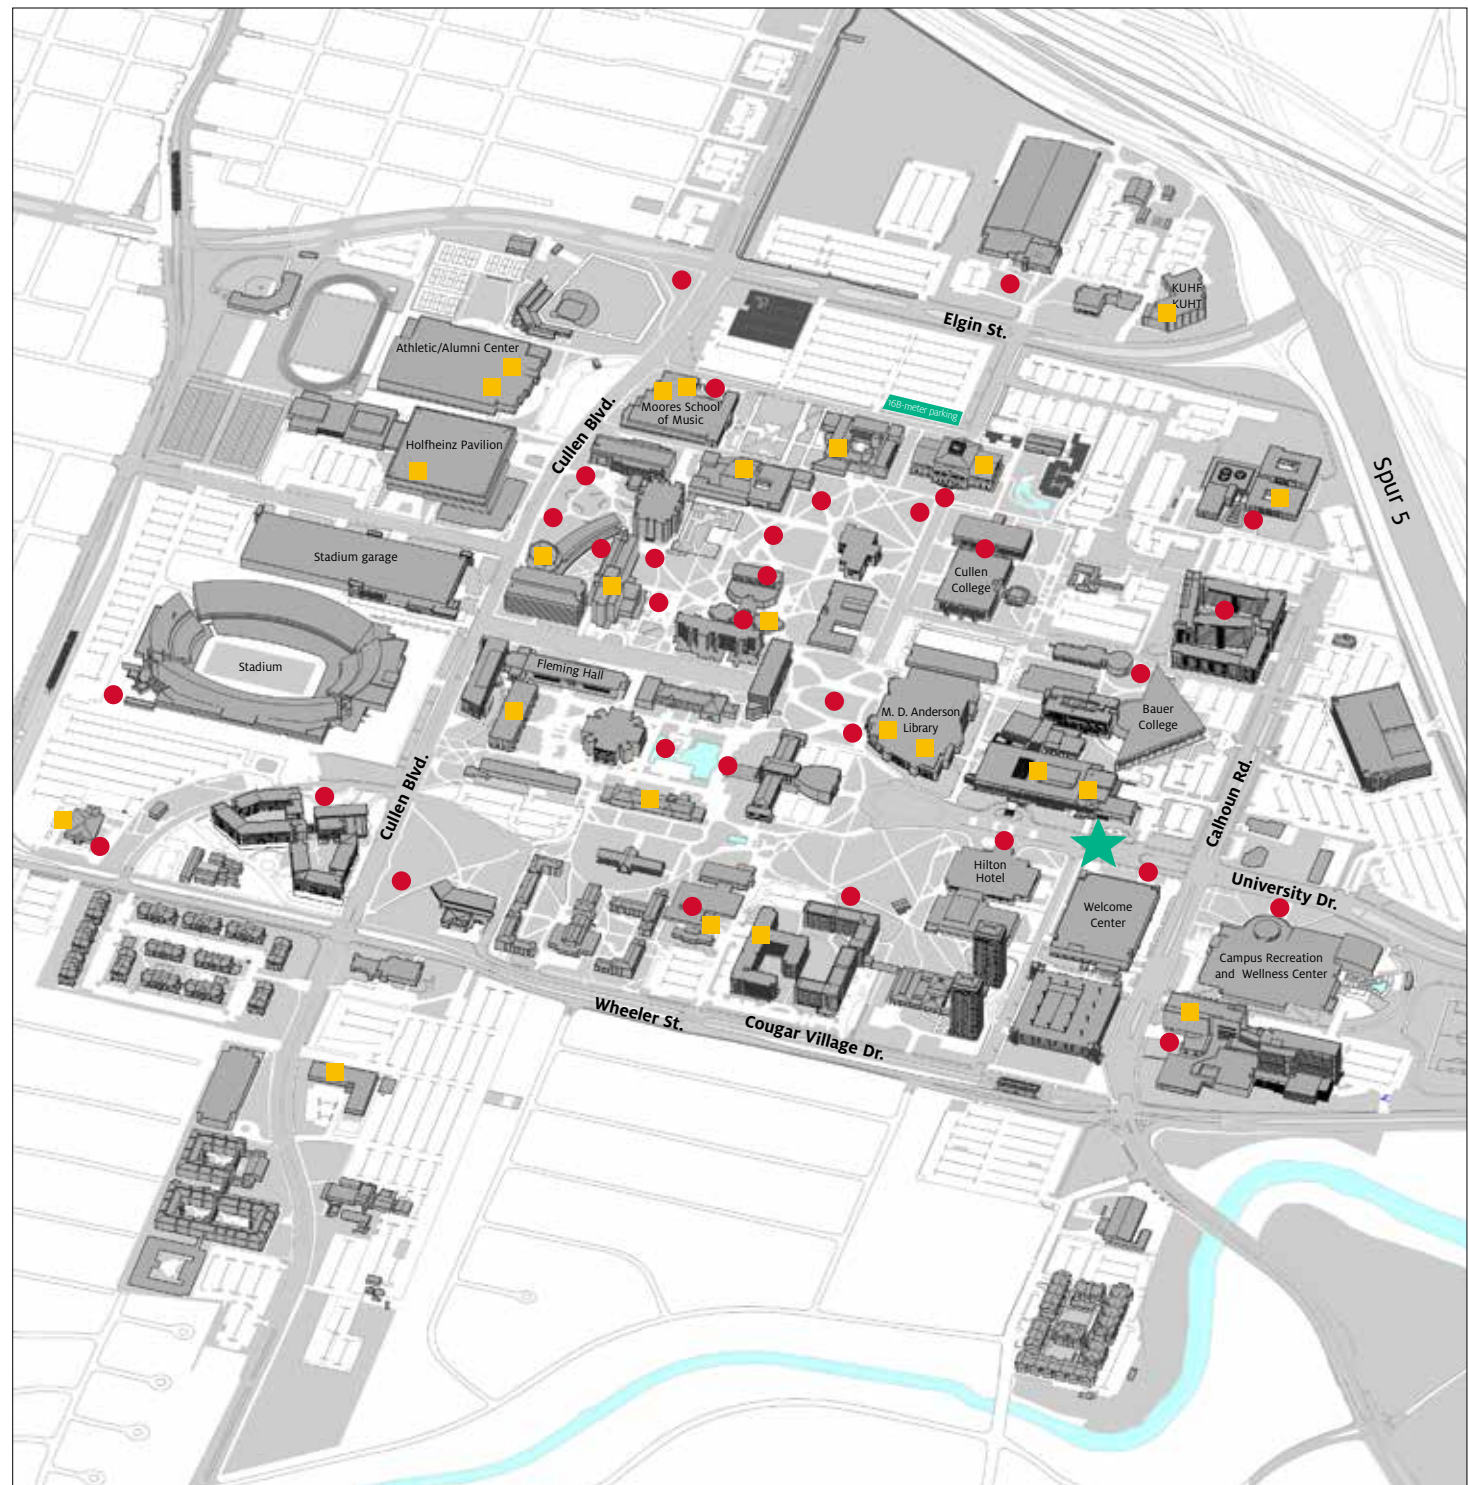 KUHF
KUHT
Elgin St.
Athletic/Alumni Center
168-meter parking
Moores School
of Music
Cullen Blvd.
Holfheinz Pavilion
Spur 5
Stadium garage
Cullen
College
Stadium
Fleming Hall
M. D. Anderson
Library
Bauer
College
Cullen Blvd.
Calhoun Rd.
Hilton
Hotel
University Dr.
Welcome
Center
Campus Recreation
and Wellness Center
Wheeler St.
Cougar Village Dr.